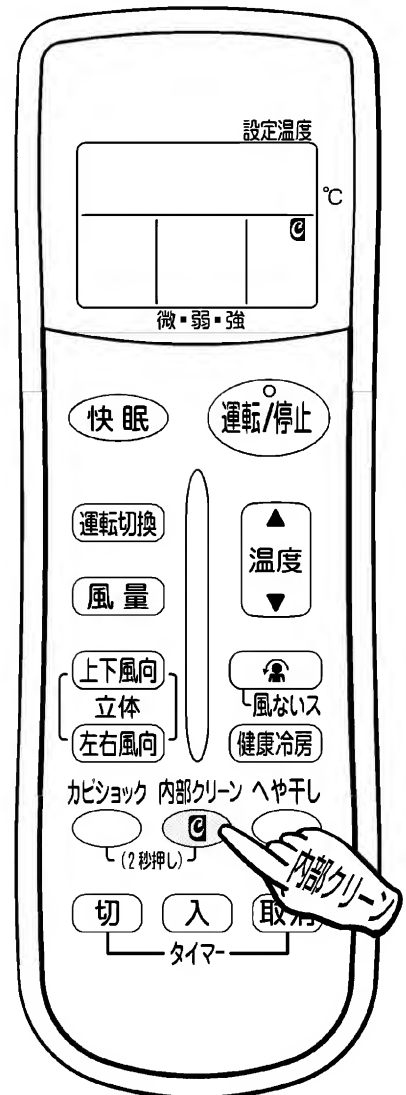 設定温度
℃
微・弱・強
快眠
運転/停止
運転切換
▲
温度
▼
風量
上下風向
立体
左右風向
風ないス
健康冷房
カビショック 内部クリーン へや干し
(2秒押し)
内部クリーン
切 入 取消
タイマー